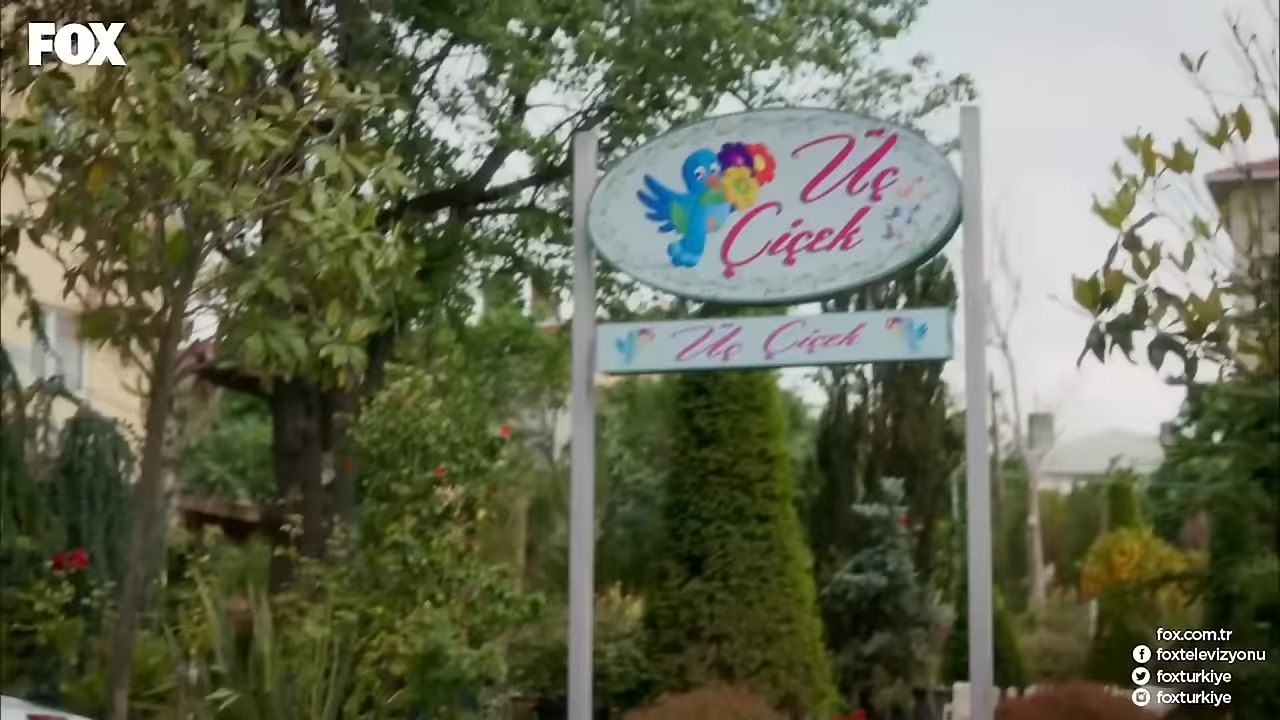 FOX
Üç
Çiçek
Üç Çiçek
fox.com.tr
foxtelevizyonu
foxturkiye
foxturkiye